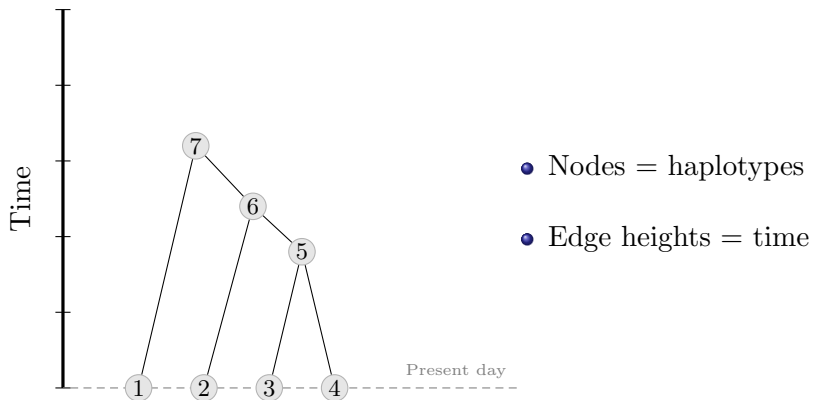 Time
7
6
5
1 2 3 4
Present day
Nodes = haplotypes
Edge heights = time